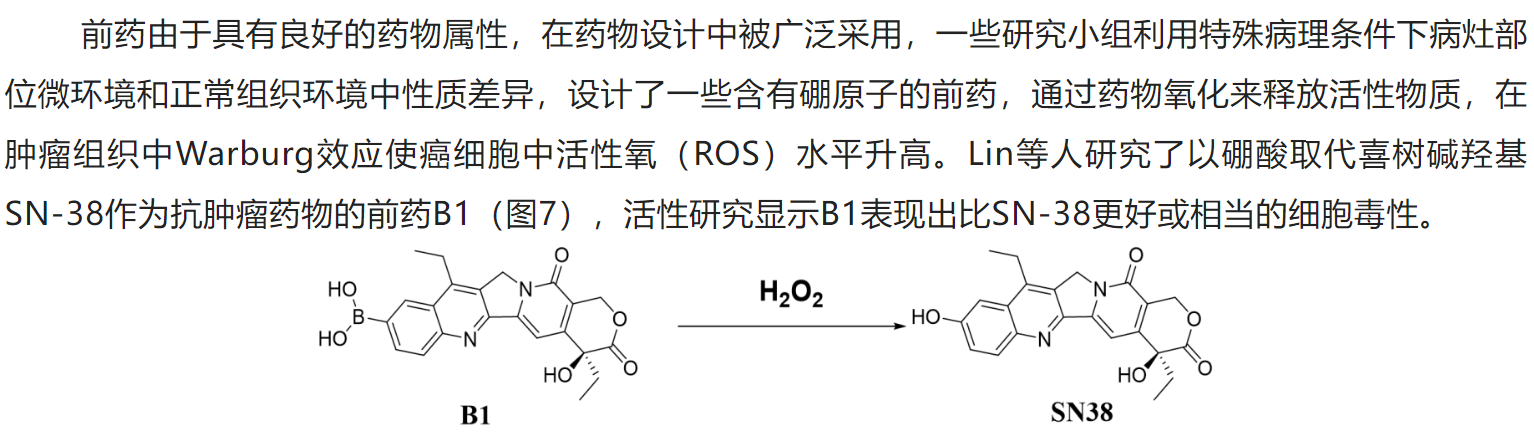 前药由于具有良好的药物属性，在药物设计中被广泛采用，一些研究小组利用特殊病理条件下病灶部
位微环境和正常组织环境中性质差异，设计了一些含有硼原子的前药，通过药物氧化来释放活性物质，在
肿瘤组织中Warburg效应使癌细胞中活性氧（ROS）水平升高。Lin等人研究了以硼酸取代喜树碱羟基
SN-38作为抗肿瘤药物的前药B1（图7），活性研究显示B1表现出比SN-38更好或相当的细胞毒性。
HO
B
HO
N
N
O
O
O
HO
B1
H₂O₂
HO
N
N
O
O
O
HO
SN38